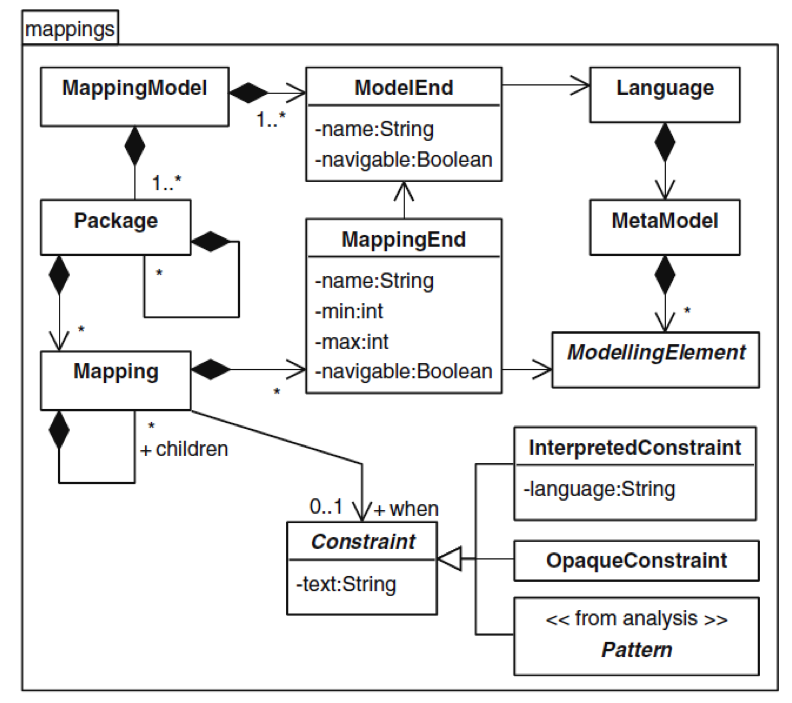 mappings
MappingModel
1..*
ModelEnd
-name:String
-navigable:Boolean
Language
1..*
Package
*
MappingEnd
-name:String
-min:int
-max:int
-navigable:Boolean
MetaModel
*
ModellingElement
*
Mapping
*
*
+ children
0..1
+ when
Constraint
-text:String
InterpretedConstraint
-language:String
OpaqueConstraint
<< from analysis >>
Pattern